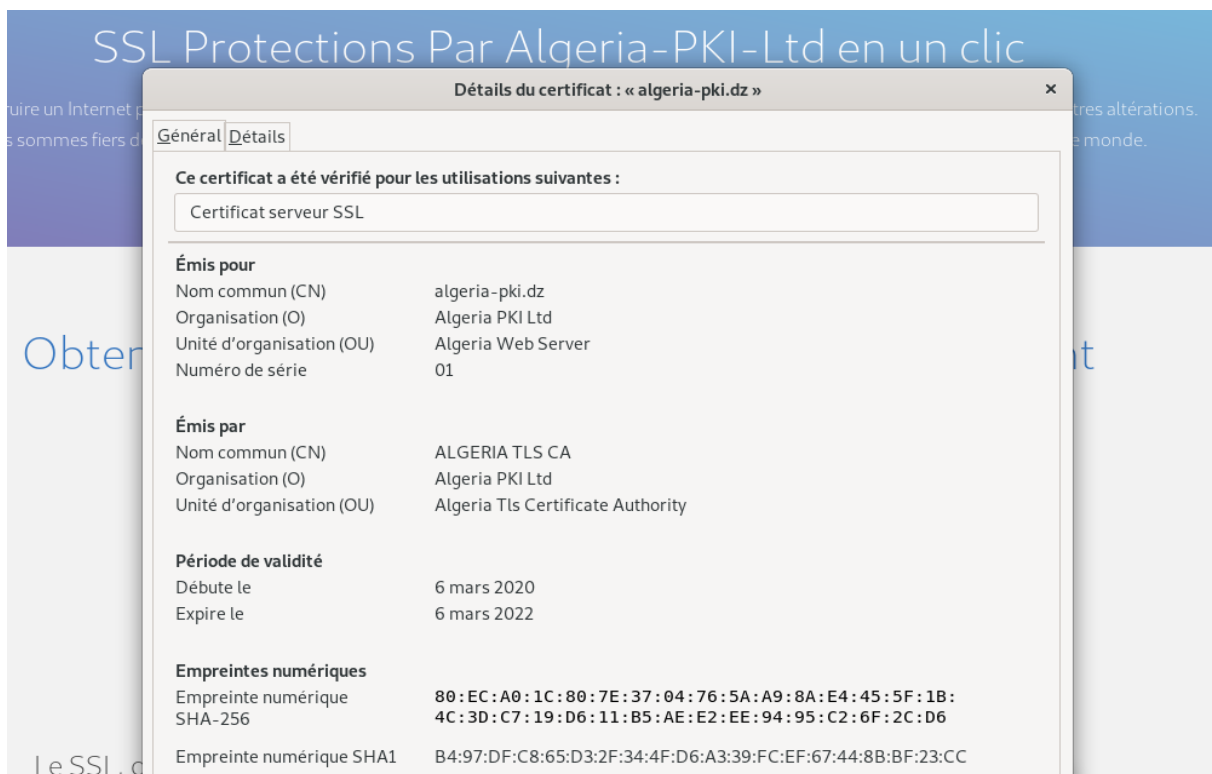 SSL Protections Par Algeria-PKI-Ltd en un clic
Détails du certificat : « algeria-pki.dz »
×
un Internet
altérations.
sommes fiers
monde.
Général Détails
Ce certificat a été vérifié pour les utilisations suivantes :
Certificat serveur SSL
Émis pour
Nom commun (CN) algeria-pki.dz
Organisation (O) Algeria PKI Ltd
Unité d’organisation (OU) Algeria Web Server
Numéro de série 01
Émis par
Nom commun (CN) ALGERIA TLS CA
Organisation (O) Algeria PKI Ltd
Unité d’organisation (OU) Algeria Tls Certificate Authority
Période de validité
Débute le 6 mars 2020
Expire le 6 mars 2022
Empreintes numériques
Empreinte numérique SHA-256 80:EC:A0:1C:80:7E:37:04:76:5A:A9:8A:E4:45:5F:1B:
4C:3D:C7:19:D6:11:B5:AE:E2:EE:94:95:C2:6F:2C:D6
Empreinte numérique SHA1 B4:97:DF:C8:65:D3:2F:34:4F:D6:A3:39:FC:EF:67:44:8B:BF:23:CC
Le SSL,